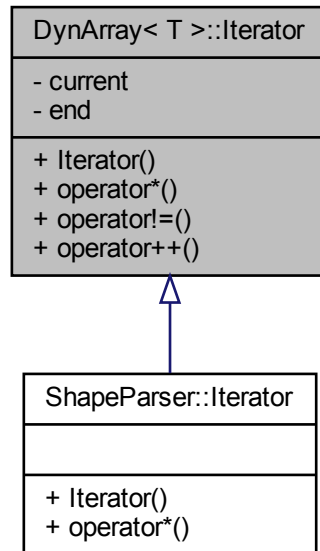 DynArray< T >::Iterator
- current
- end
+ Iterator()
+ operator*()
+ operator!=()
+ operator++()
ShapeParser::Iterator
+ Iterator()
+ operator*()